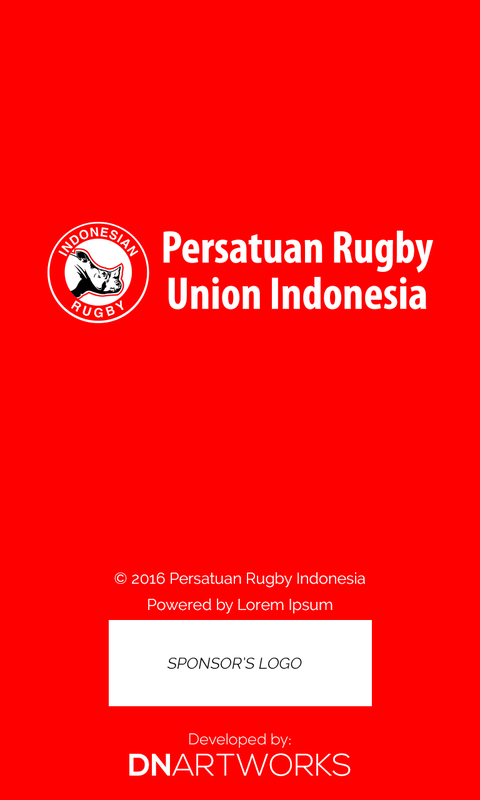 INDONESIAN
RUGBY
Persatuan Rugby
Union Indonesia
© 2016 Persatuan Rugby Indonesia
Powered by Lorem Ipsum
SPONSOR'S LOGO
Developed by:
DNARTWORKS